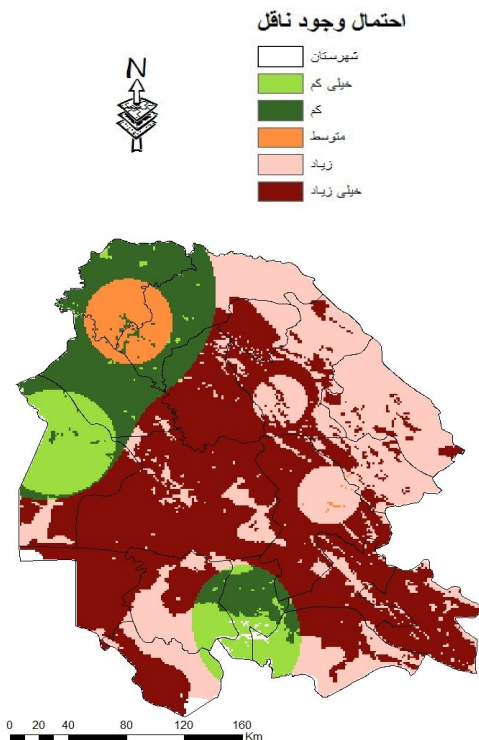 احتمال وجود ناقل
شهرستان
خیلی کم
کم
متوسط
زیاد
خیلی زیاد
N
0 20 40 80 120 160
Km